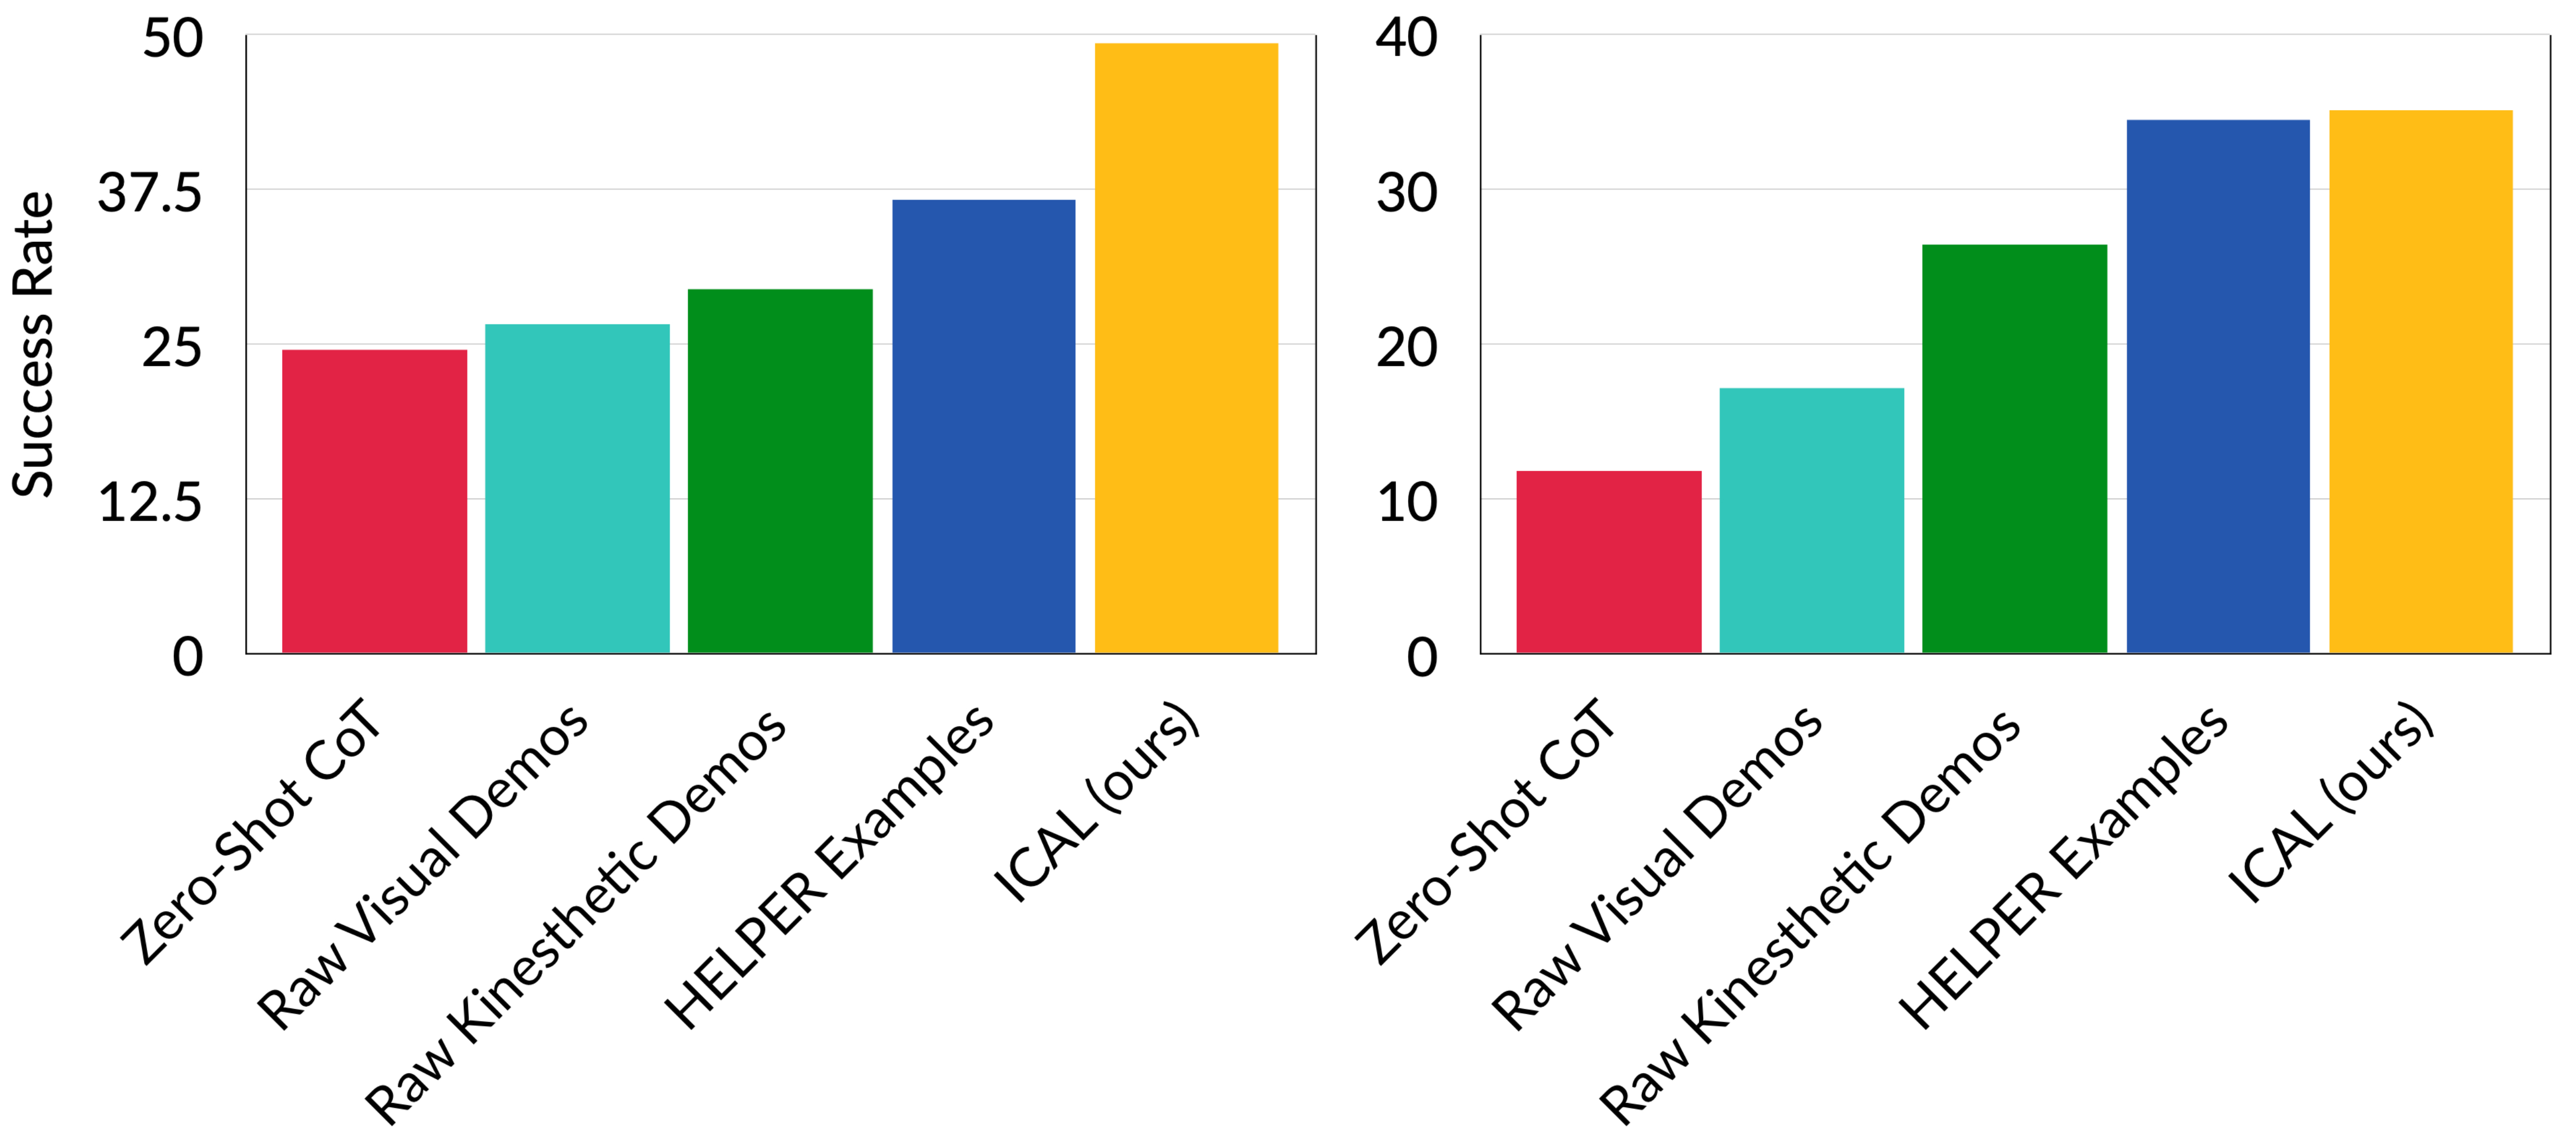 Success Rate
50
37.5
25
12.5
0
Zero-Shot CoT
Raw Visual Demos
Raw Kinesthetic Demos
HELPER Examples
ICAL (ours)
40
30
20
10
0
Zero-Shot CoT
Raw Visual Demos
Raw Kinesthetic Demos
HELPER Examples
ICAL (ours)